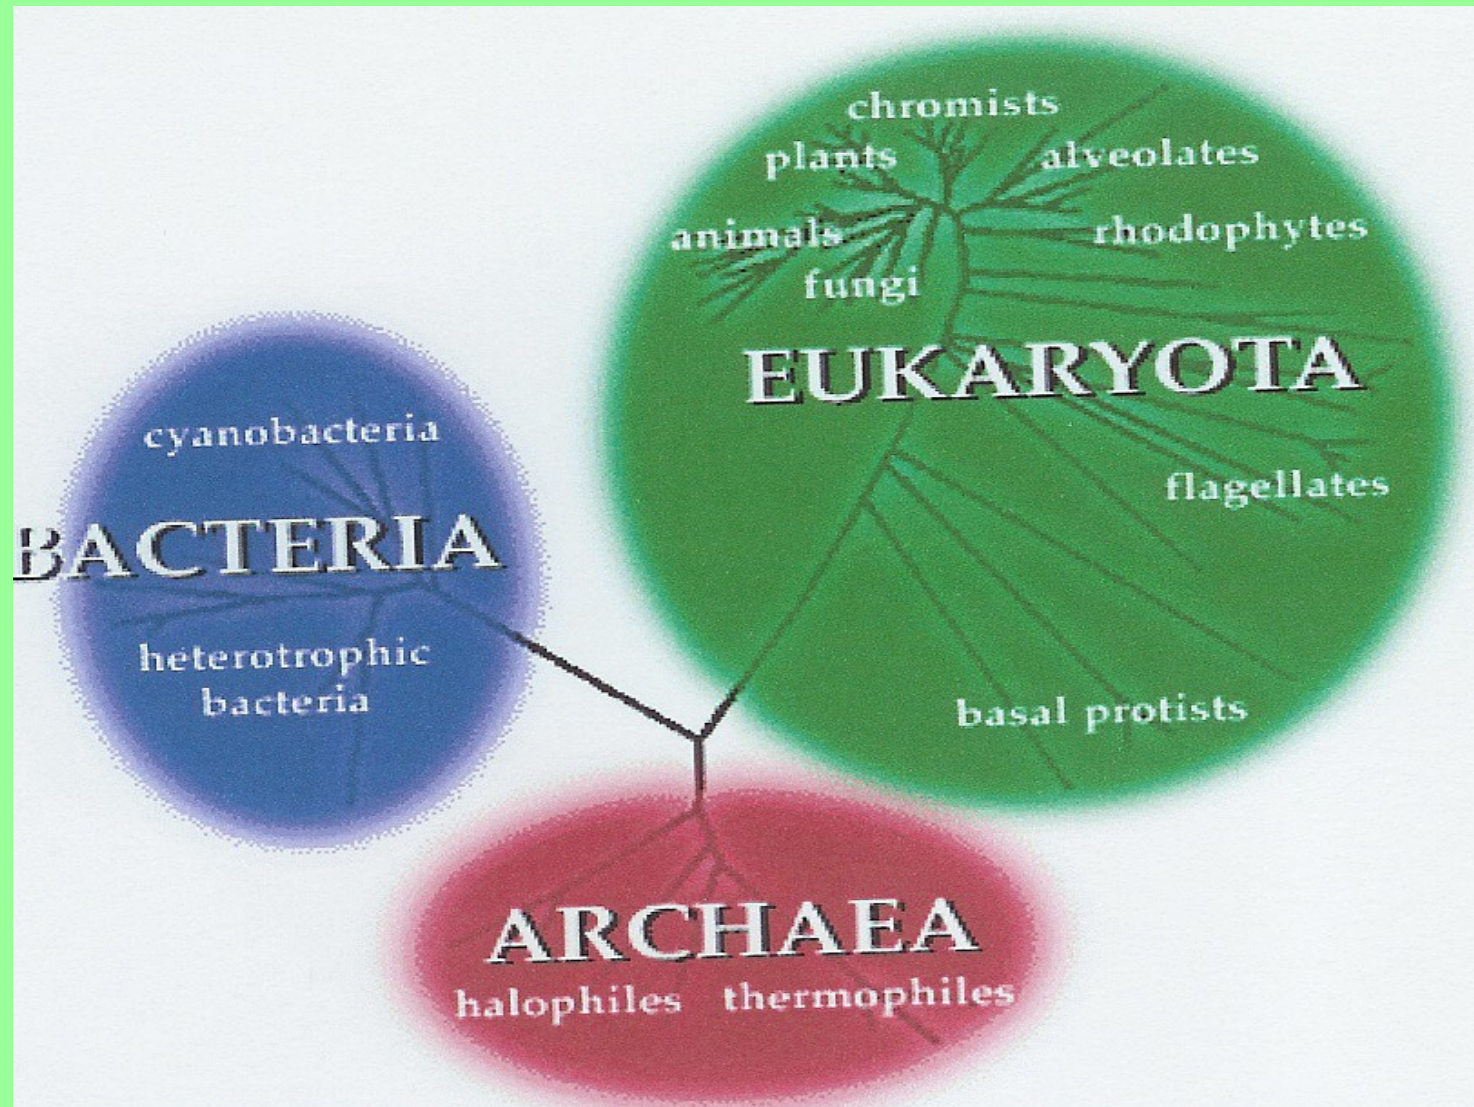 chromists
plants
alveolates
animals
rhodophytes
fungi
EUKARYOTA
flagellates
basal protists
cyanobacteria
BACTERIA
heterotrophic
bacteria
ARCHAEA
halophiles thermophiles